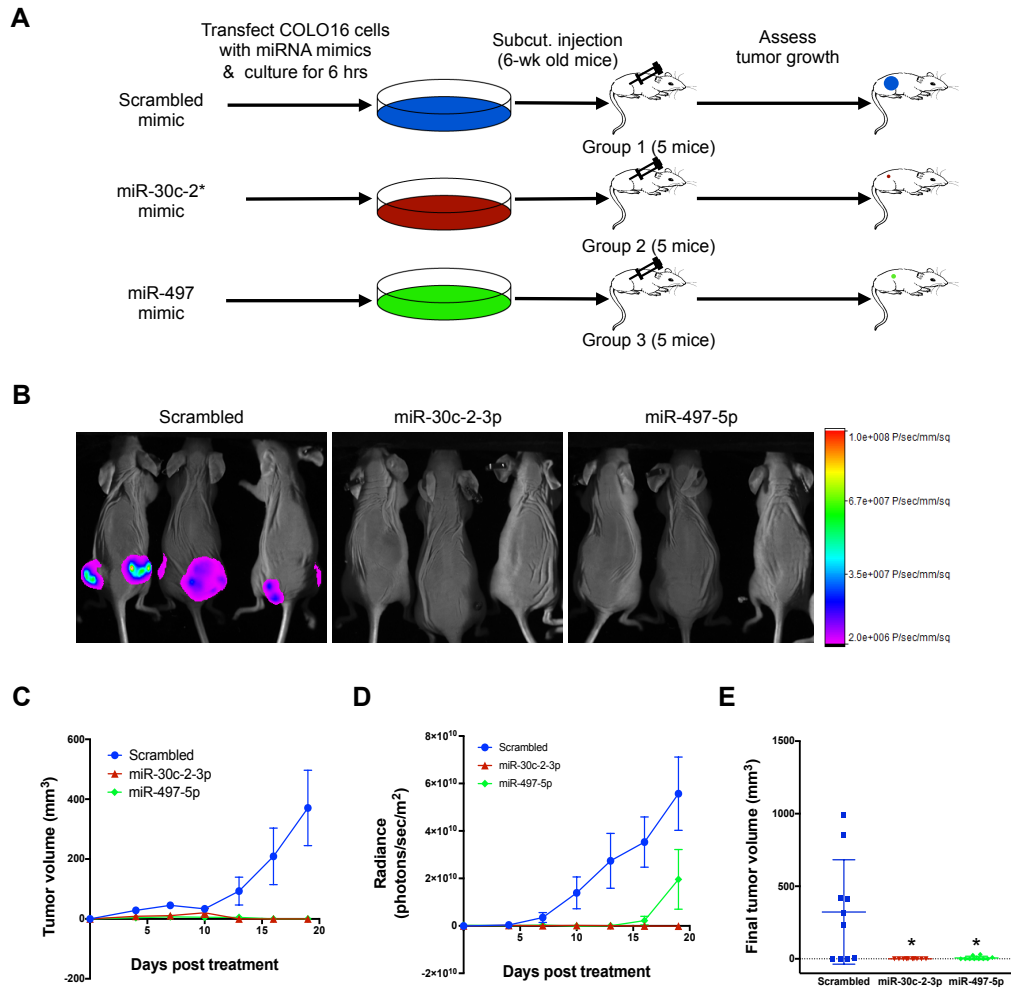 A
Transfect COLO16 cells
with miRNA mimics
& culture for 6 hrs
Subcut. injection
(6-wk old mice)
Assess
tumor growth
Scrambled
mimic
Group 1 (5 mice)
miR-30c-2*
mimic
Group 2 (5 mice)
miR-497
mimic
Group 3 (5 mice)
B
Scrambled
miR-30c-2-3p
miR-497-5p
1.0e+008 P/sec/mm/sq
6.7e+007 P/sec/mm/sq
3.5e+007 P/sec/mm/sq
2.0e+006 P/sec/mm/sq
C
Tumor volume (mm³)
600
400
200
0
-200
Scrambled
miR-30c-2-3p
miR-497-5p
5
10
15
20
Days post treatment
D
Radiance
(photons/sec/m²)
8×10¹⁰
6×10¹⁰
4×10¹⁰
2×10¹⁰
0
-2×10¹⁰
Scrambled
miR-30c-2-3p
miR-497-5p
5
10
15
20
Days post treatment
E
Final tumor volume (mm³)
1500
1000
500
0
*
*
Scrambled
miR-30c-2-3p
miR-497-5p